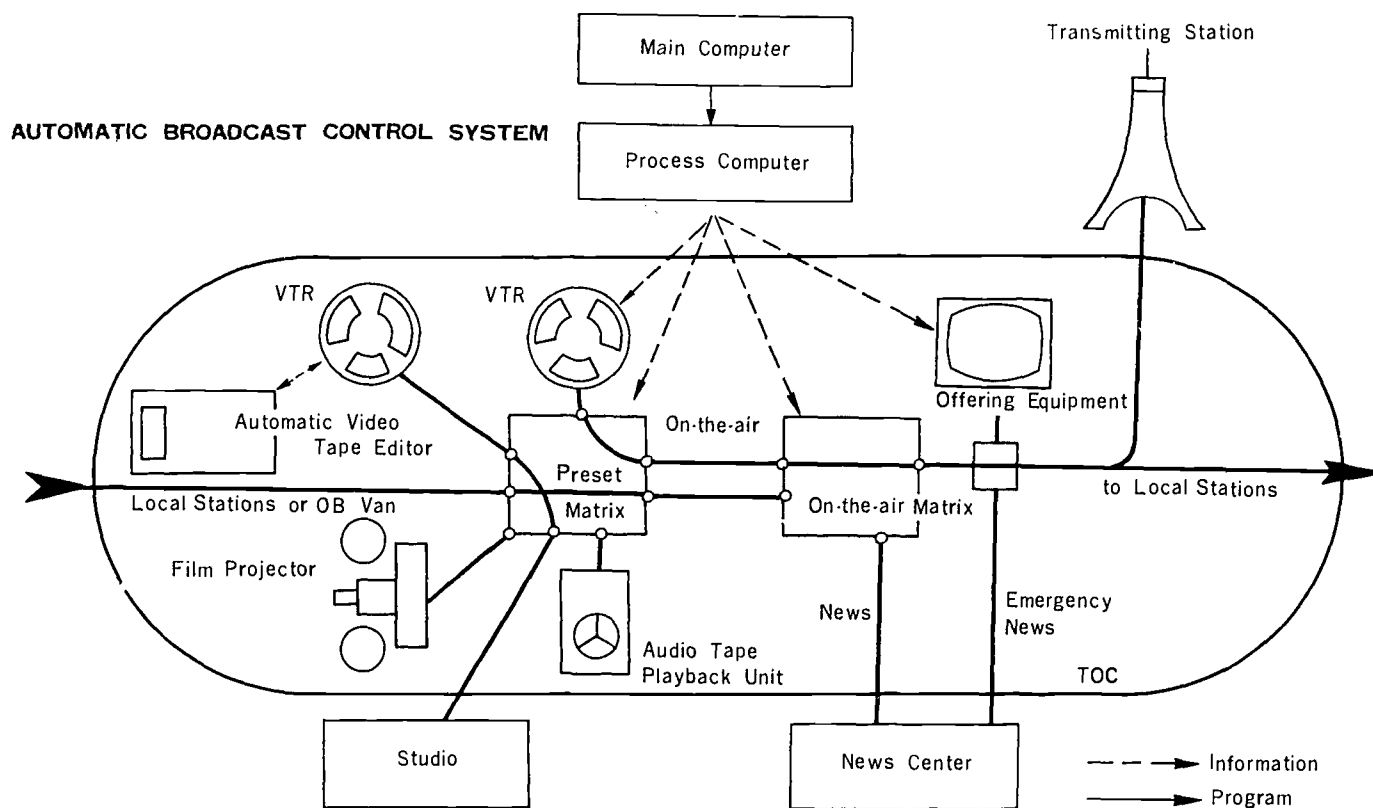 Main Computer
Transmitting Station
AUTOMATIC BROADCAST CONTROL SYSTEM
Process Computer
VTR
VTR
Automatic Video
Tape Editor
On-the-air
Offering Equipment
Preset
Matrix
Local Stations or OB Van
On-the-air Matrix
to Local Stations
Film Projector
News
Emergency
News
Audio Tape
Playback Unit
TOC
Studio
News Center
Information
Program